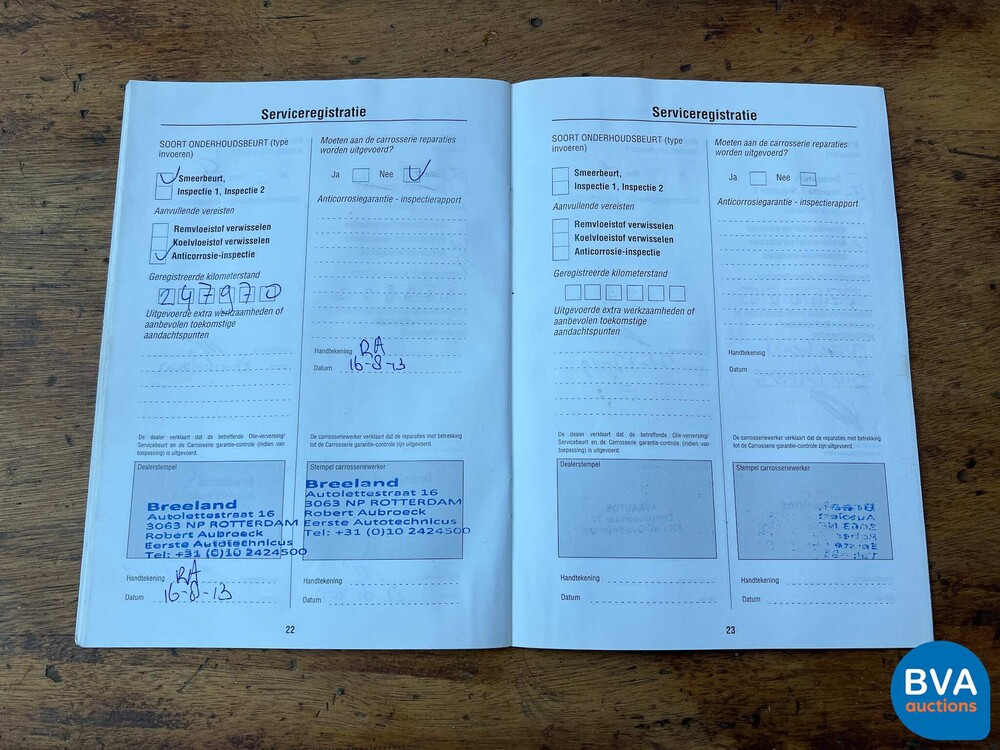 Serviceregistratie
SOORT ONDERHOUDSBEURT (type
invoeren)
Smeerbeurt,
Inspectie 1, Inspectie 2
Aanvullende vereisten
Remvloeistof verwisselen
Koelvloeistof verwisselen
Anticorrosie-inspectie
Geregistreerde kilometerstand
247970
Uitgevoerde extra werkzaamheden of
aanbevolen toekomstige
aandachtspunten
De dealer verklaart dat de betreffende Olie-verversing/
Servicebeurt en de Carrosserie garantie-controle (indien van
toepassing) is uitgevoerd.
Dealerstempel
Breeland
Autolettestraat 16
3063 NP ROTTERDAM
Robert Aubroeck
Eerste Autotechnicus
Tel: +31 (0)10 2424500
Handtekening RA
Datum 16-8-13
Moeten aan de carrosserie reparaties
worden uitgevoerd?
Ja Nee
Anticorrosiegarantie - inspectierapport
Handtekening RA
Datum 16-8-13
De carrosseriewerker verklaart dat de reparaties met betrekking
tot de Carrosserie garantie-controle zijn uitgevoerd.
Stempel carrosseriewerker
Breeland
Autolettestraat 16
3063 NP ROTTERDAM
Robert Aubroeck
Eerste Autotechnicus
Tel: +31 (0)10 2424500
Handtekening
Datum
22
Serviceregistratie
SOORT ONDERHOUDSBEURT (type
invoeren)
Smeerbeurt,
Inspectie 1, Inspectie 2
Aanvullende vereisten
Remvloeistof verwisselen
Koelvloeistof verwisselen
Anticorrosie-inspectie
Geregistreerde kilometerstand
Uitgevoerde extra werkzaamheden of
aanbevolen toekomstige
aandachtspunten
De dealer verklaart dat de betreffende Olie-verversing/
Servicebeurt en de Carrosserie garantie-controle (indien van
toepassing) is uitgevoerd.
Dealerstempel
Handtekening
Datum
Moeten aan de carrosserie reparaties
worden uitgevoerd?
Ja Nee
Anticorrosiegarantie - inspectierapport
Handtekening
Datum
De carrosseriewerker verklaart dat de reparaties met betrekking
tot de Carrosserie garantie-controle zijn uitgevoerd.
Stempel carrosseriewerker
Handtekening
Datum
23
BVA
auctions